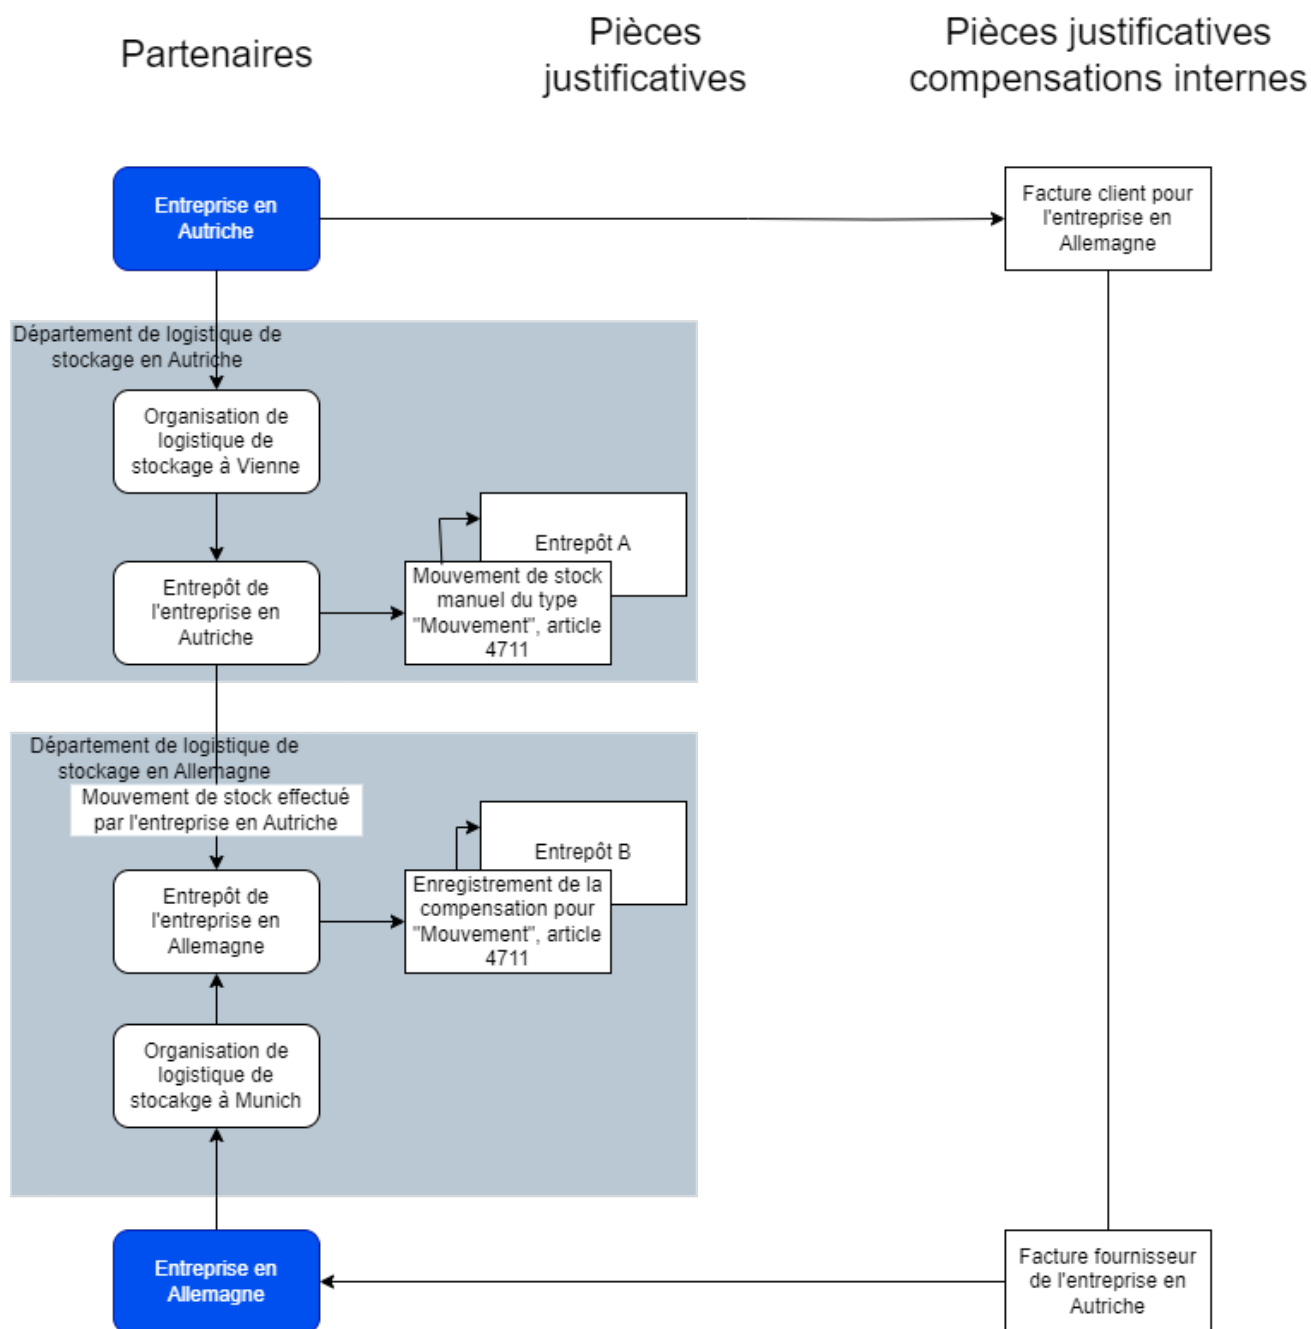 Partenaires
Pièces
justificatives
Pièces justificatives
compensations internes
Entreprise en
Autriche
Facture client pour
l'entreprise en
Allemagne
Département de logistique de
stockage en Autriche
Organisation de
logistique de
stockage à Vienne
Entrepôt A
Entrepôt de
l'entreprise en
Autriche
Mouvement de stock
manuel du type
"Mouvement", article
4711
Département de logistique de
stockage en Allemagne
Mouvement de stock effectué
par l'entreprise en Autriche
Entrepôt B
Entrepôt de
l'entreprise en
Allemagne
Enregistrement de la
compensation pour
"Mouvement", article
4711
Organisation de
logistique de
stocakge à Munich
Entreprise en
Allemagne
Facture fournisseur
de l'entreprise en
Autriche